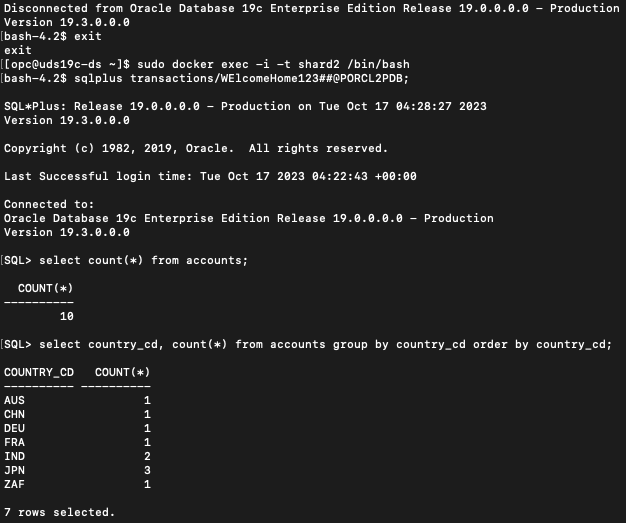 Disconnected from Oracle Database 19c Enterprise Edition Release 19.0.0.0.0 - Production
Version 19.3.0.0.0
[bash-4.2$ exit
exit
[[opc@uds19c-ds ~]$ sudo docker exec -i -t shard2 /bin/bash
[bash-4.2$ sqlplus transactions/WElcomeHome123##@PORCL2PDB;
SQL*Plus: Release 19.0.0.0.0 - Production on Tue Oct 17 04:28:27 2023
Version 19.3.0.0.0
Copyright (c) 1982, 2019, Oracle.  All rights reserved.
Last Successful login time: Tue Oct 17 2023 04:22:43 +00:00
Connected to:
Oracle Database 19c Enterprise Edition Release 19.0.0.0.0 - Production
Version 19.3.0.0.0
[SQL> select count(*) from accounts;
  COUNT(*)
----------
        10
[SQL> select country_cd, count(*) from accounts group by country_cd order by country_cd;
COUNTRY_CD   COUNT(*)
---------- ----------
AUS                 1
CHN                 1
DEU                 1
FRA                 1
IND                 2
JPN                 3
ZAF                 1
7 rows selected.